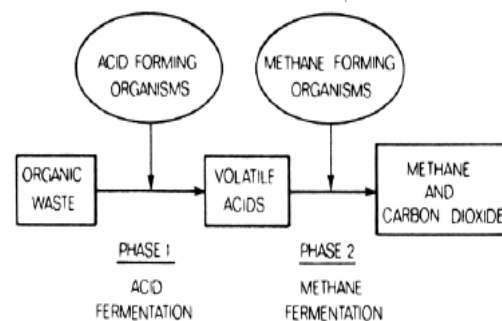 ACID FORMING
ORGANISMS
METHANE FORMING
ORGANISMS
ORGANIC
WASTE
VOLATILE
ACIDS
METHANE
AND
CARBON DIOXIDE
PHASE 1
ACID
FERMENTATION
PHASE 2
METHANE
FERMENTATION